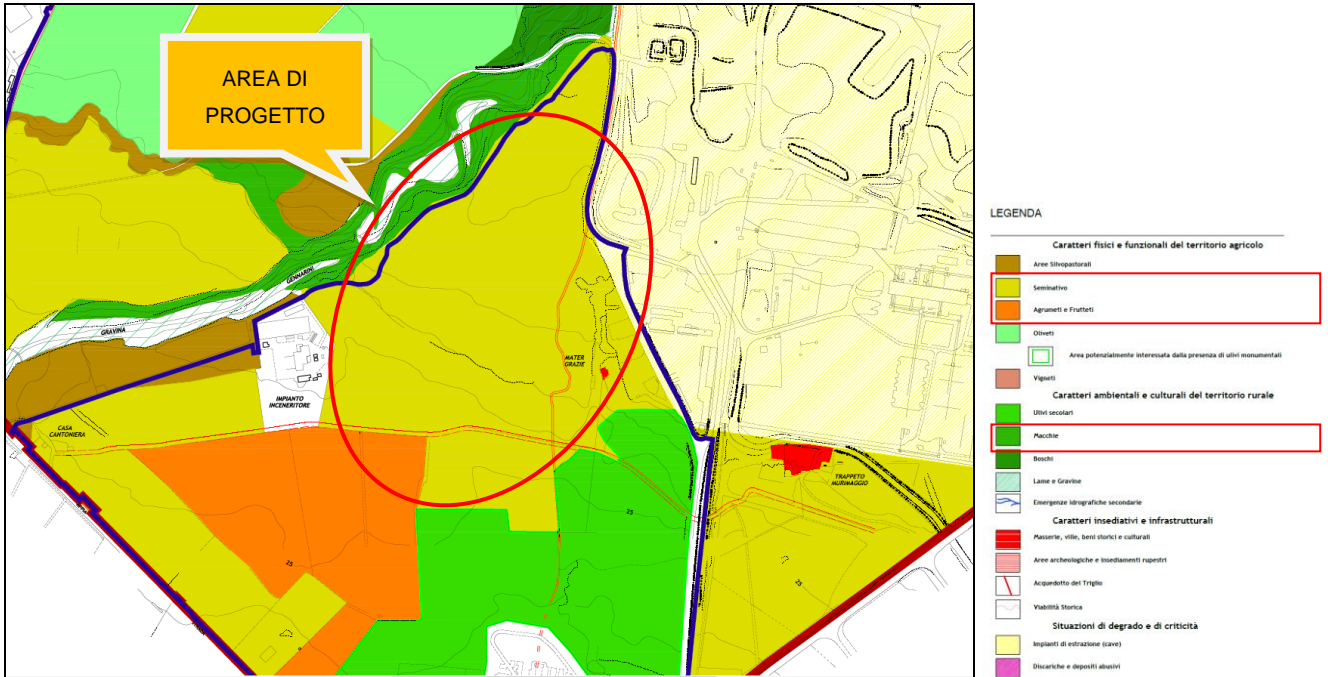 AREA DI
PROGETTO
GENNARINI
GRAVINA
IMPIANTO
INCENERITORE
MATER
GRAZIE
CASA
CANTONIERA
TRAPPETO
MURIMAGGIO
25
25
25
LEGENDA
Caratteri fisici e funzionali del territorio agricolo
Aree Silvopastorali
Seminativo
Agrumeti e Frutteti
Oliveti
Area potenzialmente interessata dalla presenza di ulivi monumentali
Vigneti
Caratteri ambientali e culturali del territorio rurale
Ulivi secolari
Macchie
Boschi
Lame e Gravine
Emergenze idrografiche secondarie
Caratteri insediativi e infrastrutturali
Masserie, ville, beni storici e culturali
Aree archeologiche e insediamenti rupestri
Acquedotto del Triglio
Viabilità Storica
Situazioni di degrado e di criticità
Impianti di estrazione (cave)
Discariche e depositi abusivi